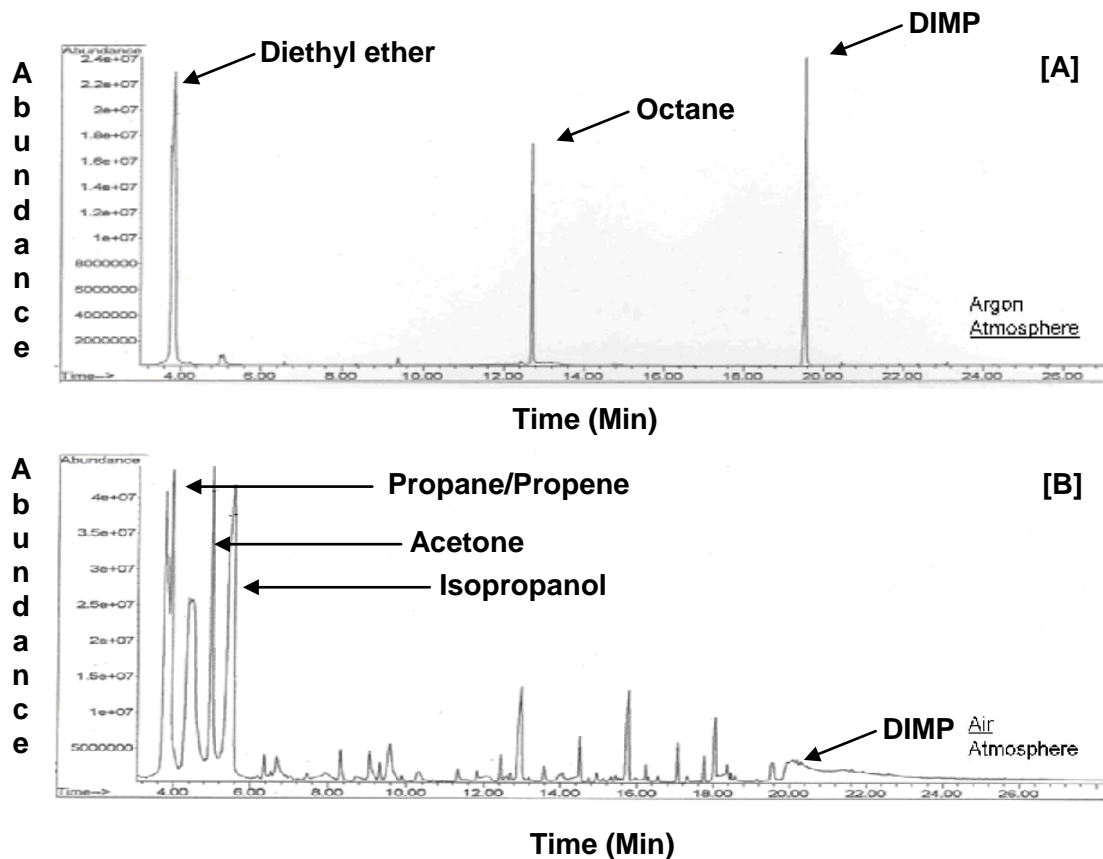 DIMP
Diethyl ether
[A]
Octane
Abundance
Abundance
2.4e+07
2.2e+07
2e+07
1.8e+07
1.6e+07
1.4e+07
1.2e+07
1e+07
8000000
6000000
4000000
2000000
Argon
Atmosphere
Time-->
4.00 6.00 8.00 10.00 12.00 14.00 16.00 18.00 20.00 22.00 24.00 26.00
Time (Min)
[B]
Propane/Propene
Acetone
Isopropanol
Abundance
Abundance
4e+07
3.5e+07
3e+07
2.5e+07
2e+07
1.5e+07
1e+07
5000000
DIMP
Air
Atmosphere
Time-->
4.00 6.00 8.00 10.00 12.00 14.00 16.00 18.00 20.00 22.00 24.00 26.00
Time (Min)